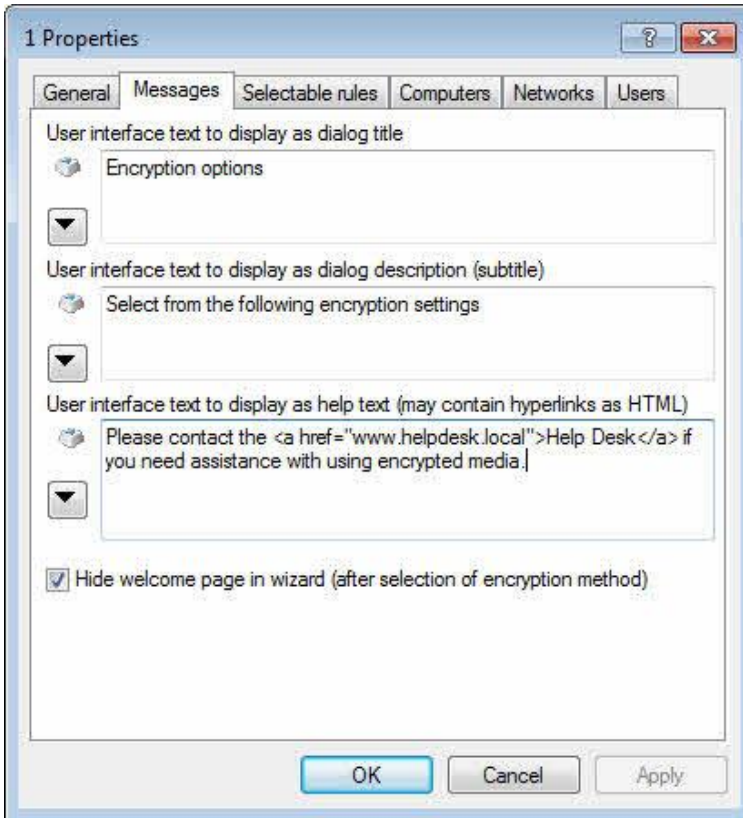 1 Properties
General Messages Selectable rules Computers Networks Users
User interface text to display as dialog title
Encryption options
User interface text to display as dialog description (subtitle)
Select from the following encryption settings
User interface text to display as help text (may contain hyperlinks as HTML)
Please contact the <a href="www.helpdesk.local">Help Desk</a> if
you need assistance with using encrypted media.
Hide welcome page in wizard (after selection of encryption method)
OK Cancel Apply